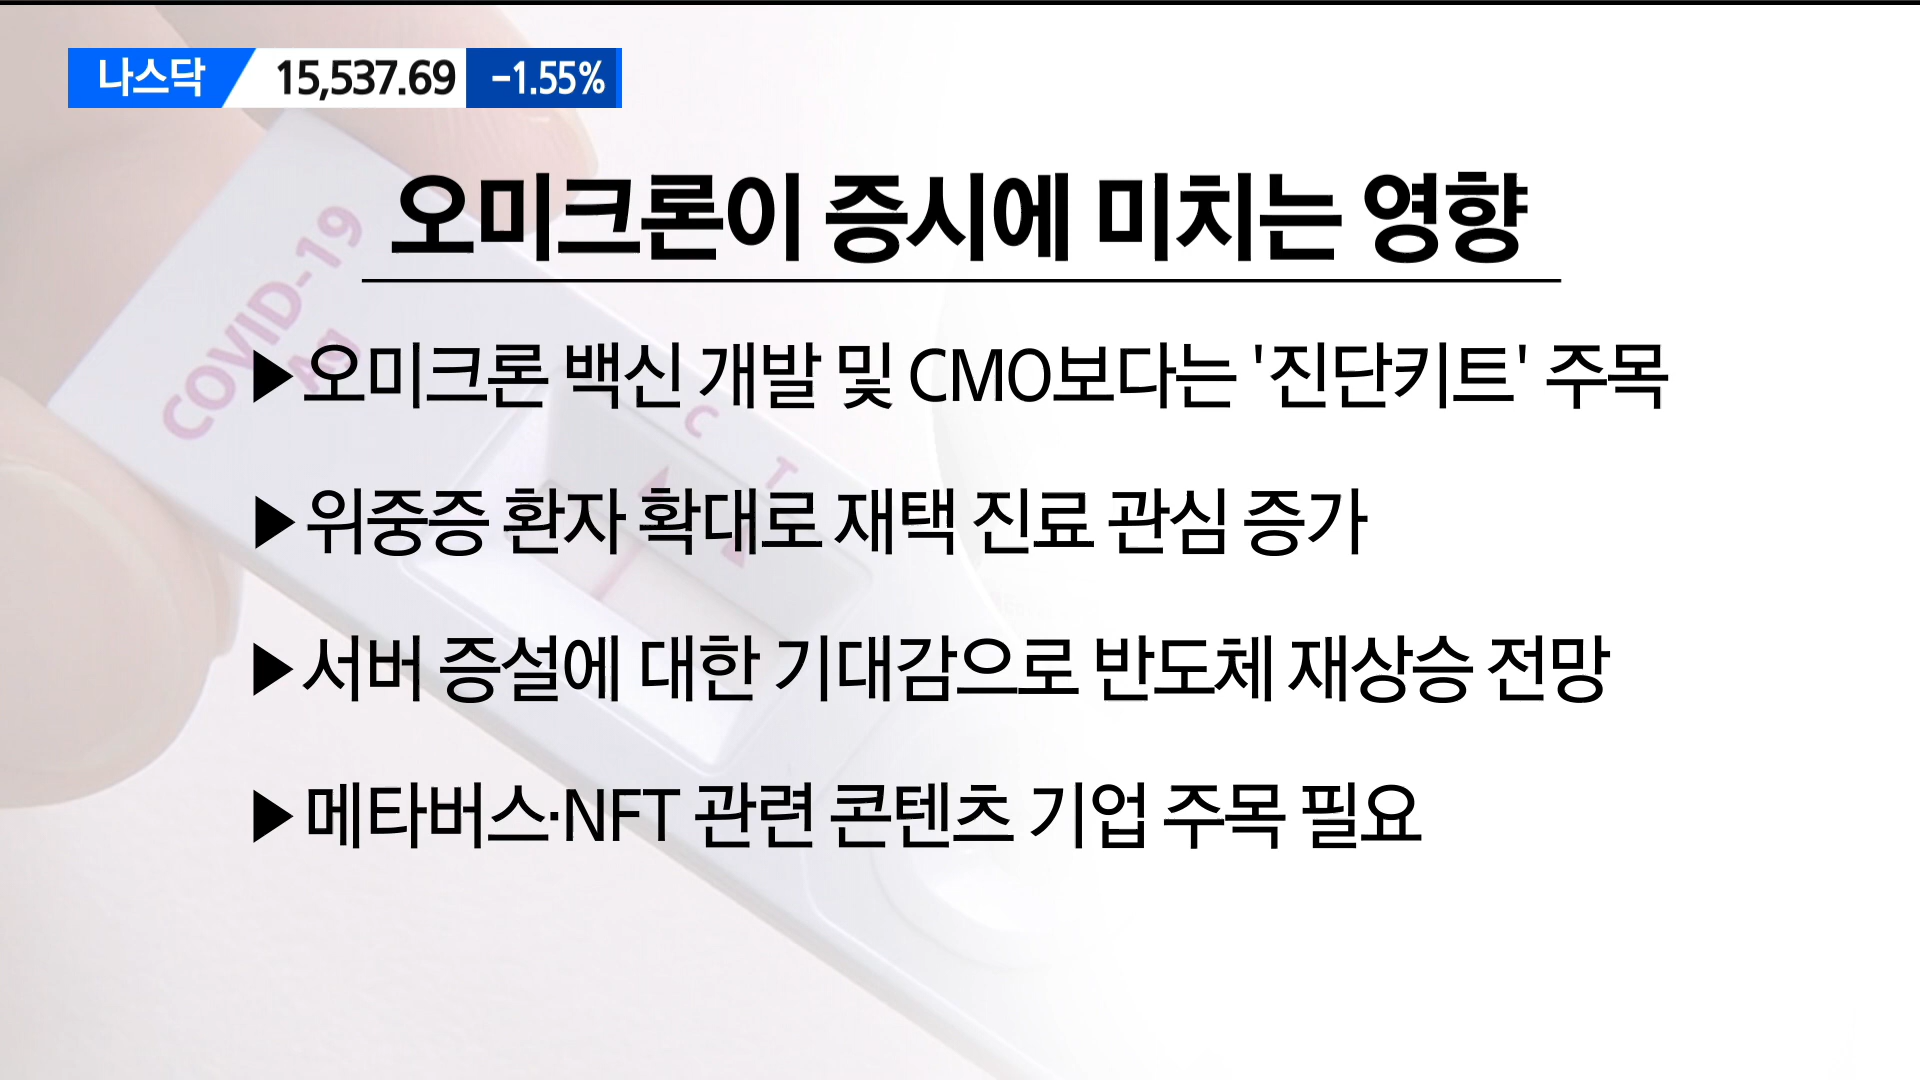 나스닥 15,537.69 -1.55%
오미크론이 증시에 미치는 영향
COVID-19
Ag
▶오미크론 백신 개발 및 CMO보다는 '진단키트' 주목
C
T
▶위중증 환자 확대로 재택 진료 관심 증가
▶서버 증설에 대한 기대감으로 반도체 재상승 전망
▶메타버스·NFT 관련 콘텐츠 기업 주목 필요